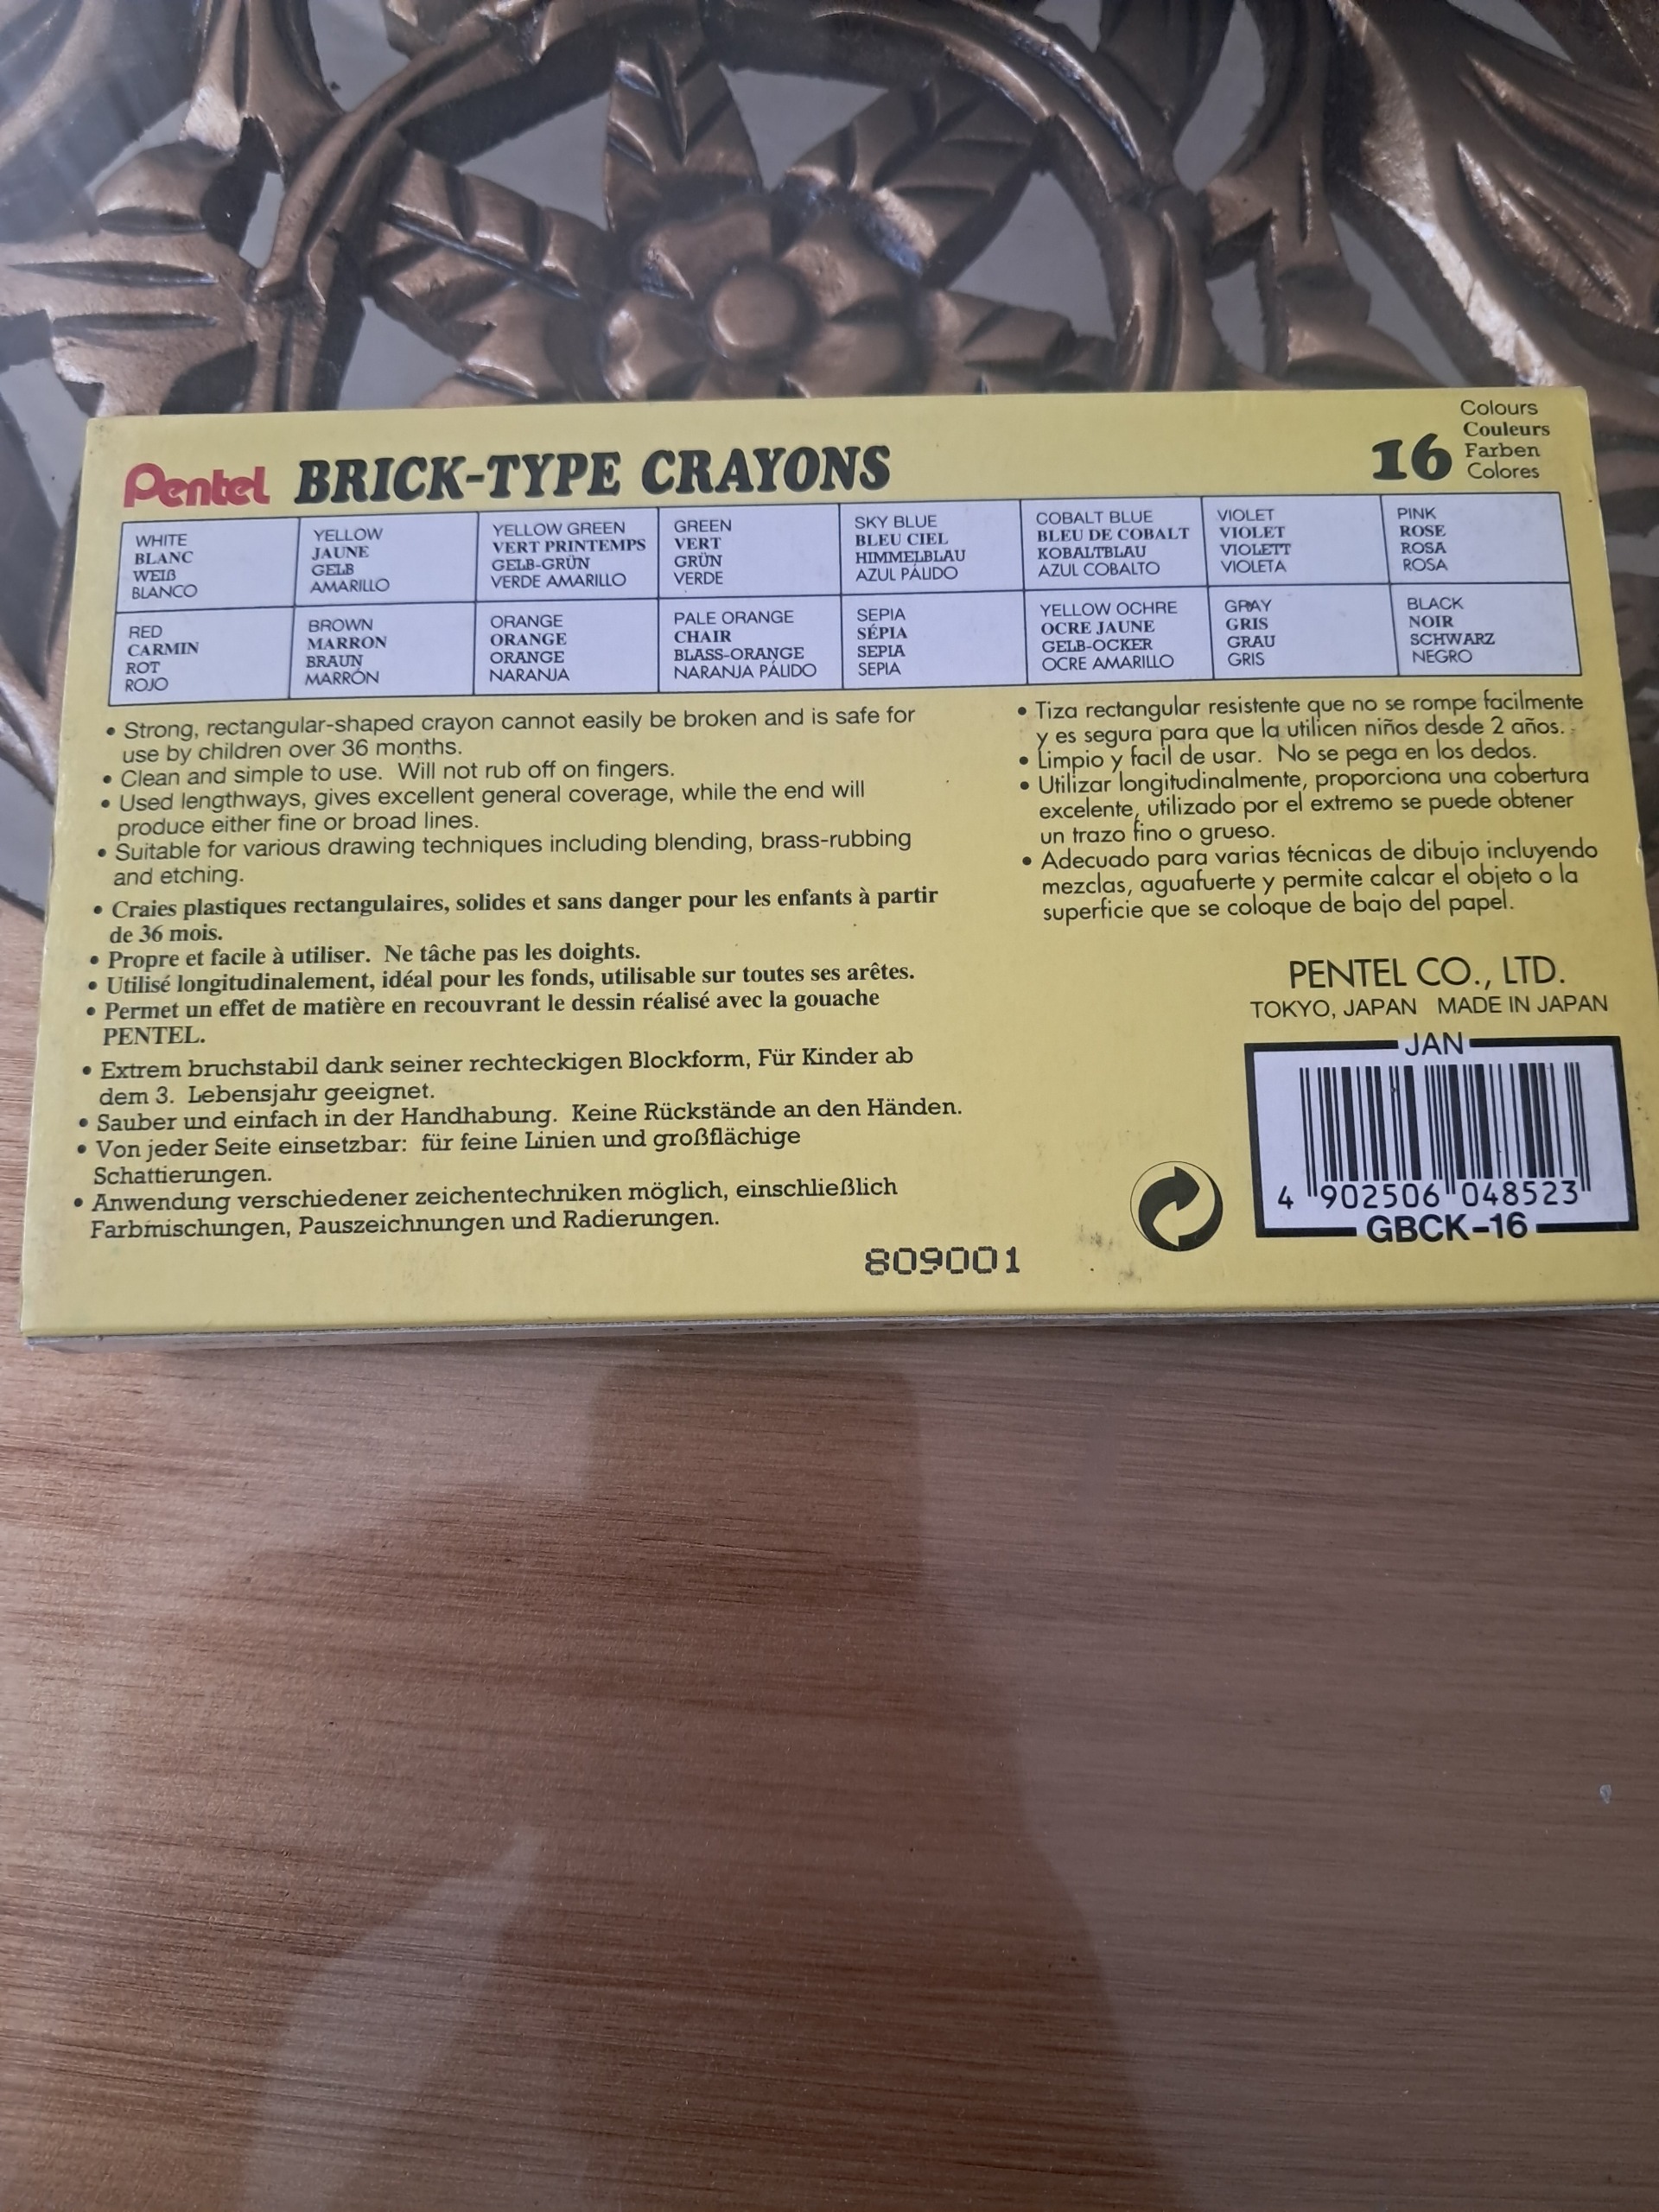 Pentel BRICK-TYPE CRAYONS
16
Colours
Couleurs
Farben
Colores
WHITE
BLANC
WEIß
BLANCO
YELLOW
JAUNE
GELB
AMARILLO
YELLOW GREEN
VERT PRINTEMPS
GELB-GRÜN
VERDE AMARILLO
GREEN
VERT
GRÜN
VERDE
SKY BLUE
BLEU CIEL
HIMMELBLAU
AZUL PÁLIDO
COBALT BLUE
BLEU DE COBALT
KOBALTBLAU
AZUL COBALTO
VIOLET
VIOLET
VIOLETT
VIOLETA
PINK
ROSE
ROSA
ROSA
RED
CARMIN
ROT
ROJO
BROWN
MARRON
BRAUN
MARRÓN
ORANGE
ORANGE
ORANGE
NARANJA
PALE ORANGE
CHAIR
BLASS-ORANGE
NARANJA PÁLIDO
SEPIA
SÉPIA
SEPIA
SEPIA
YELLOW OCHRE
OCRE JAUNE
GELB-OCKER
OCRE AMARILLO
GRAY
GRIS
GRAU
GRIS
BLACK
NOIR
SCHWARZ
NEGRO
• Strong, rectangular-shaped crayon cannot easily be broken and is safe for
use by children over 36 months.
• Clean and simple to use. Will not rub off on fingers.
• Used lengthways, gives excellent general coverage, while the end will
produce either fine or broad lines.
• Suitable for various drawing techniques including blending, brass-rubbing
and etching.
• Craies plastiques rectangulaires, solides et sans danger pour les enfants à partir
de 36 mois.
• Propre et facile à utiliser. Ne tâche pas les doights.
• Utilisé longitudinalement, idéal pour les fonds, utilisable sur toutes ses arêtes.
• Permet un effet de matière en recouvrant le dessin réalisé avec la gouache
PENTEL.
• Extrem bruchstabil dank seiner rechteckigen Blockform, Für Kinder ab
dem 3. Lebensjahr geeignet.
• Sauber und einfach in der Handhabung. Keine Rückstände an den Händen.
• Von jeder Seite einsetzbar: für feine Linien und großflächige
Schattierungen.
• Anwendung verschiedener zeichentechniken möglich, einschließlich
Farbmischungen, Pauszeichnungen und Radierungen.
• Tiza rectangular resistente que no se rompe facilmente
y es segura para que la utilicen niños desde 2 años.
• Limpio y facil de usar. No se pega en los dedos.
• Utilizar longitudinalmente, proporciona una cobertura
excelente, utilizado por el extremo se puede obtener
un trazo fino o grueso.
• Adecuado para varias técnicas de dibujo incluyendo
mezclas, aguafuerte y permite calcar el objeto o la
superficie que se coloque de bajo del papel.
PENTEL CO., LTD.
TOKYO, JAPAN MADE IN JAPAN
JAN
4 902506 048523
GBCK-16
809001